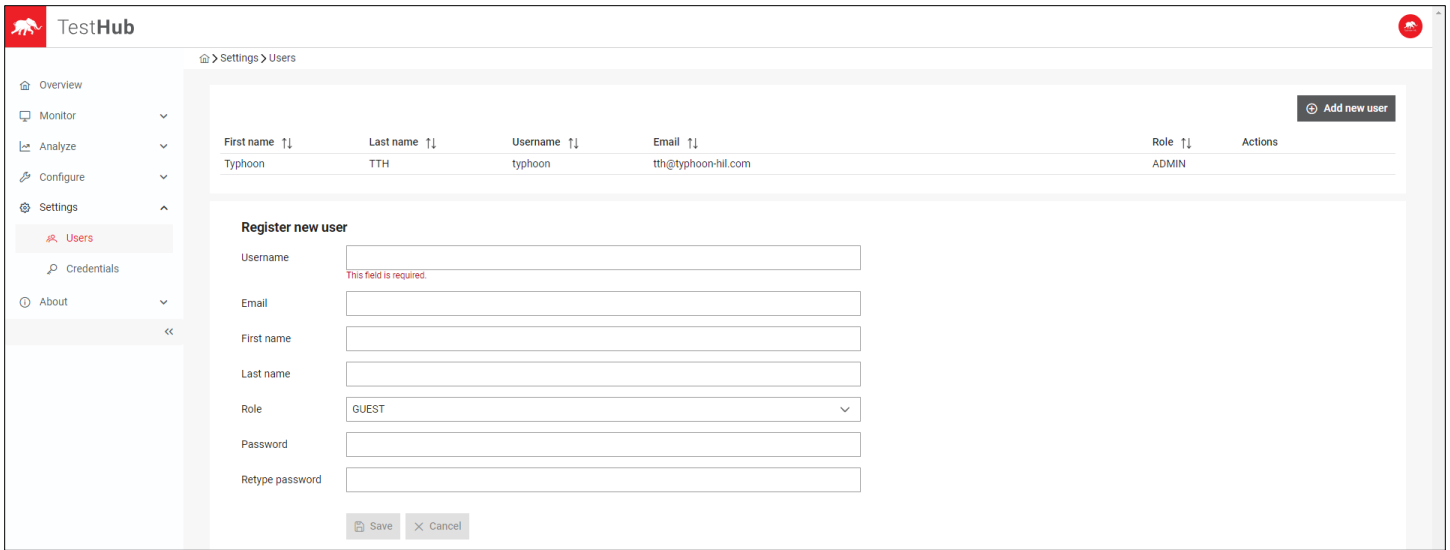 TestHub
Settings Users
Overview
Monitor
Analyze
Configure
Settings
Users
Credentials
About
Add new user
First name Last name Username Email Role Actions
Typhoon TTH typhoon tth@typhoon-hil.com ADMIN
Register new user
Username
This field is required.
Email
First name
Last name
Role GUEST
Password
Retype password
Save Cancel